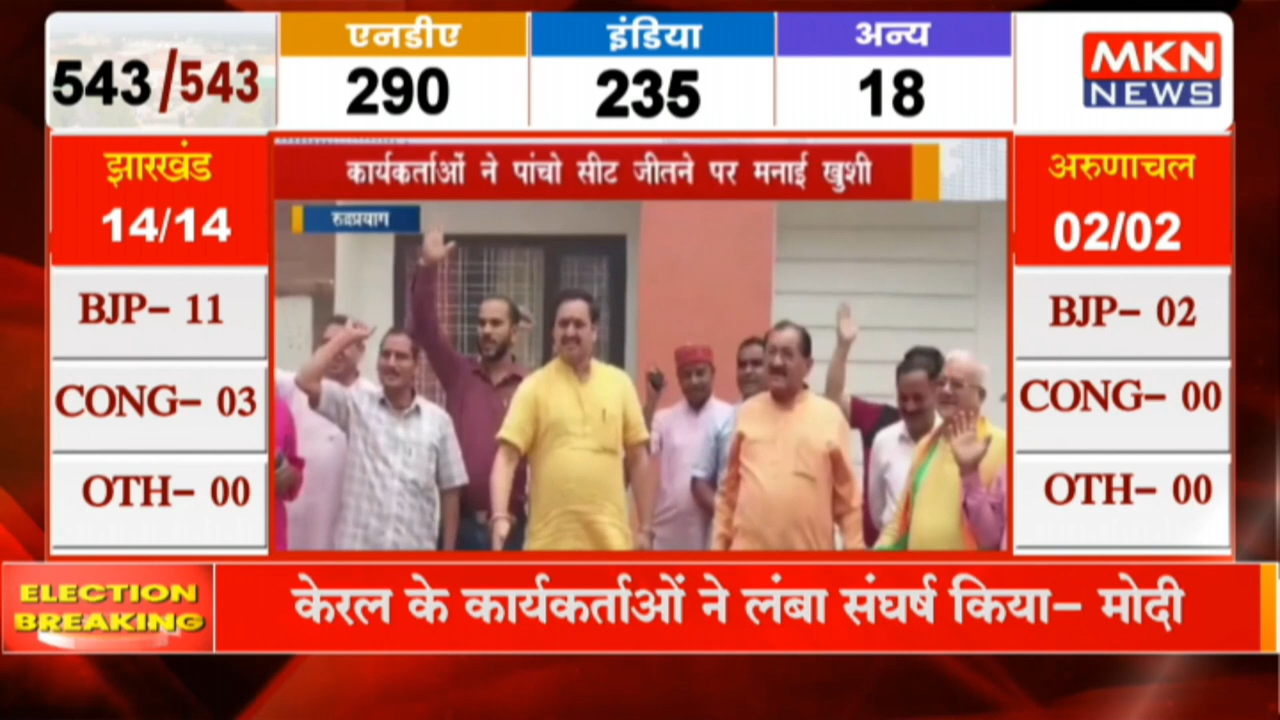 543/543
एनडीए
290
इंडिया
235
अन्य
18
MKN
NEWS
झारखंड
14/14
BJP- 11
CONG- 03
OTH- 00
कार्यकर्ताओं ने पांचो सीट जीतने पर मनाई खुशी
रुद्रप्रयाग
अरुणाचल
02/02
BJP- 02
CONG- 00
OTH- 00
ELECTION
BREAKING
केरल के कार्यकर्ताओं ने लंबा संघर्ष किया- मोदी